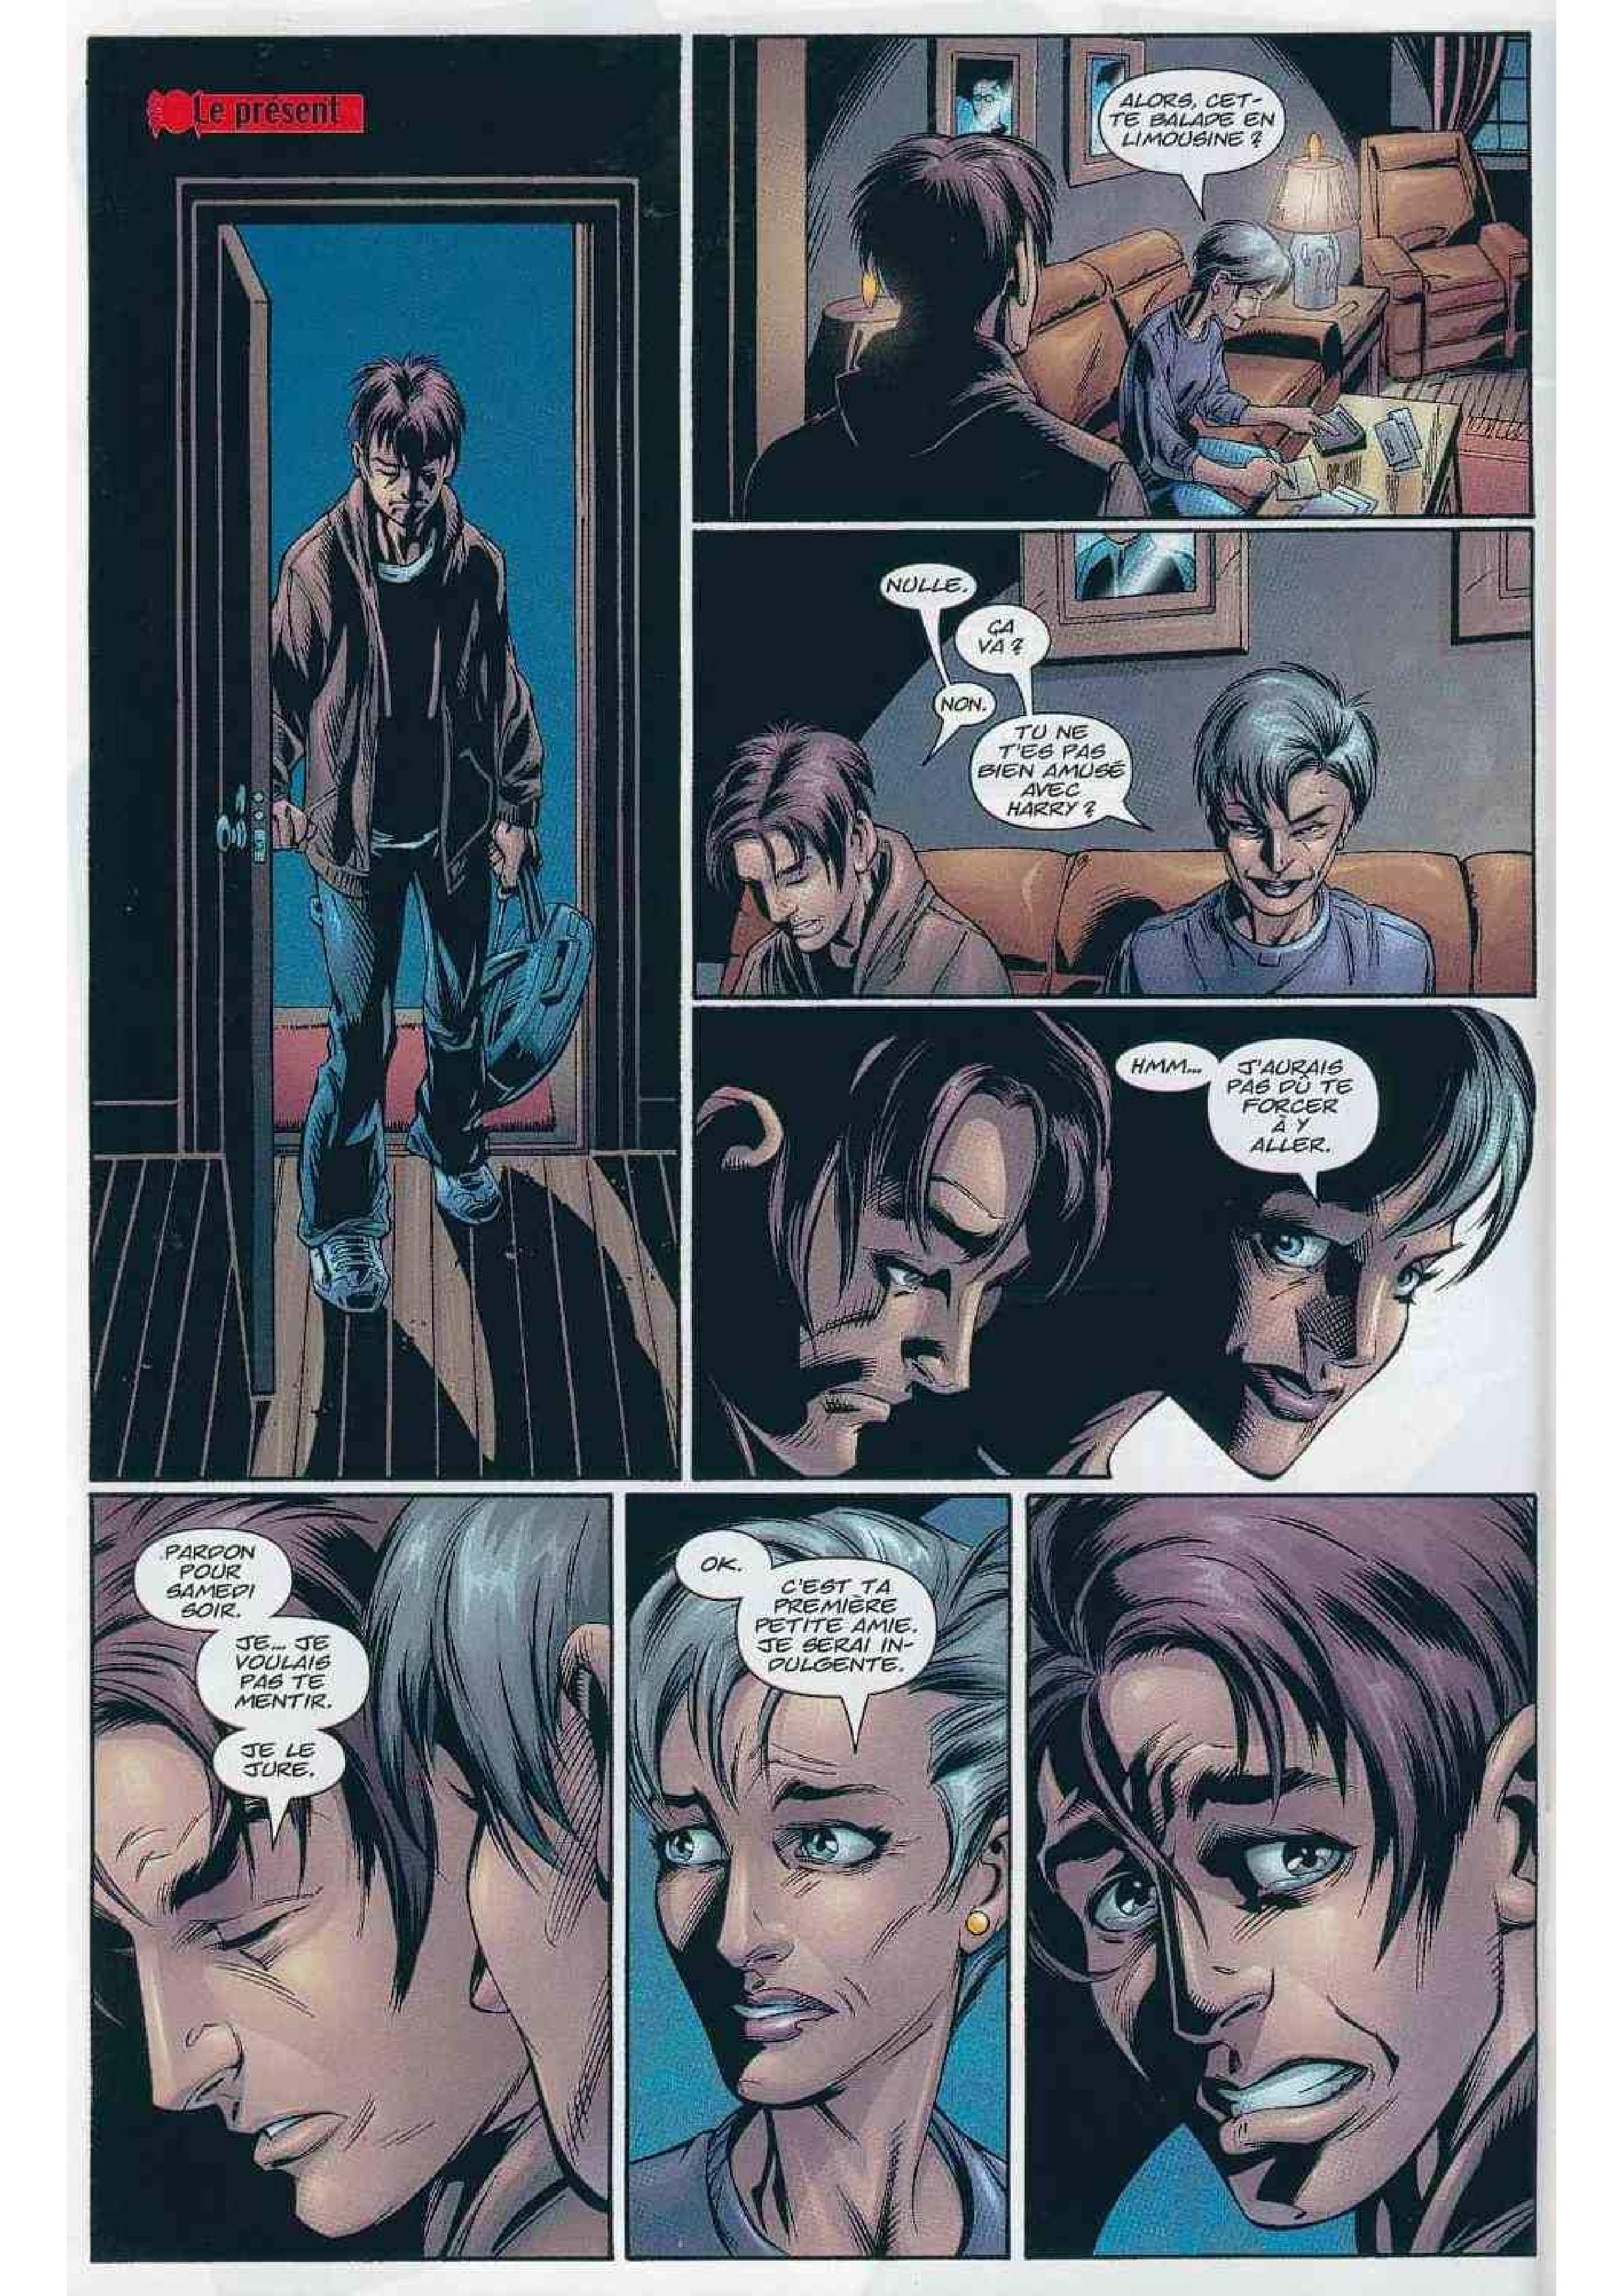 Le présent
ALORS, CET-
TE BALADE EN
LIMOUSINE ?
NULLE.
ÇA
VA ?
NON.
TU NE
T'ES PAS
BIEN AMUSÉ
AVEC
HARRY ?
HMM...
J'AURAIS
PAS DÛ TE
FORCER
À Y
ALLER.
PARDON
POUR
SAMEDI
SOIR.
JE... JE
VOULAIS
PAS TE
MENTIR.
JE LE
JURE.
OK.
C'EST TA
PREMIÈRE
PETITE AMIE.
JE SERAI IN-
DULGENTE.